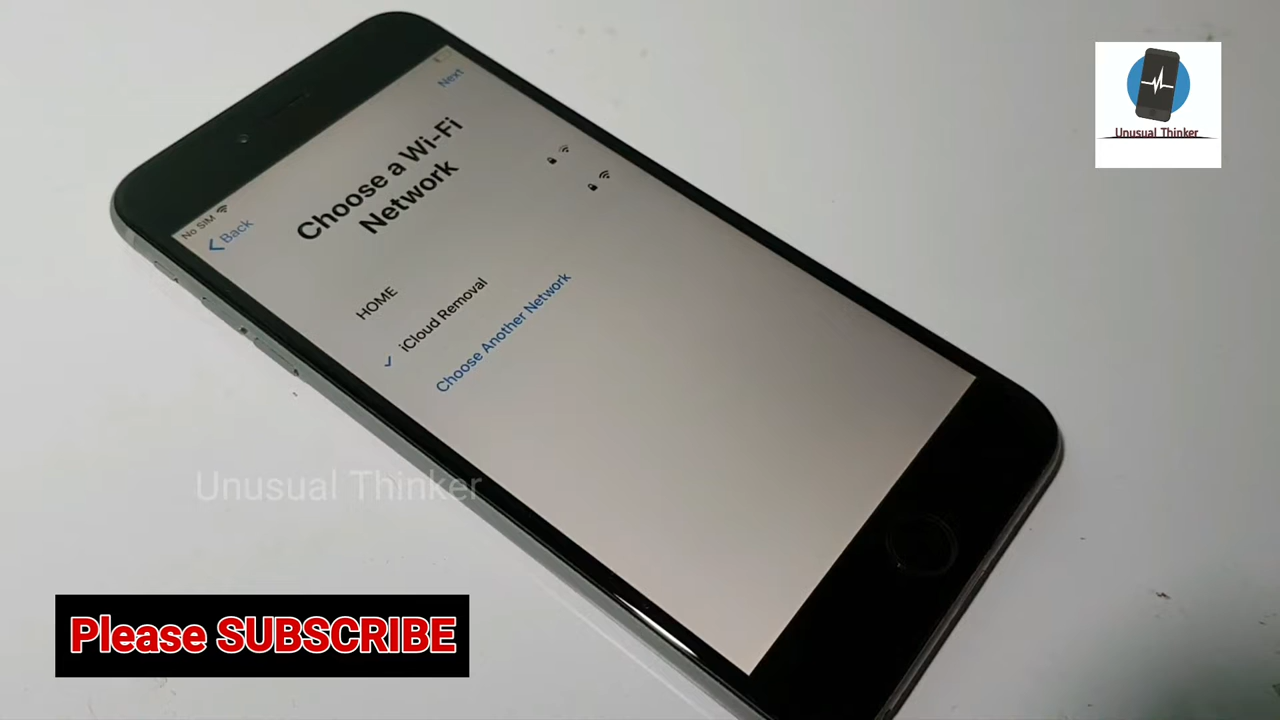 Next
Unusual Thinker
No SIM
Back
Choose a Wi-Fi
Network
HOME
iCloud Removal
Choose Another Network
Unusual Thinker
Please SUBSCRIBE